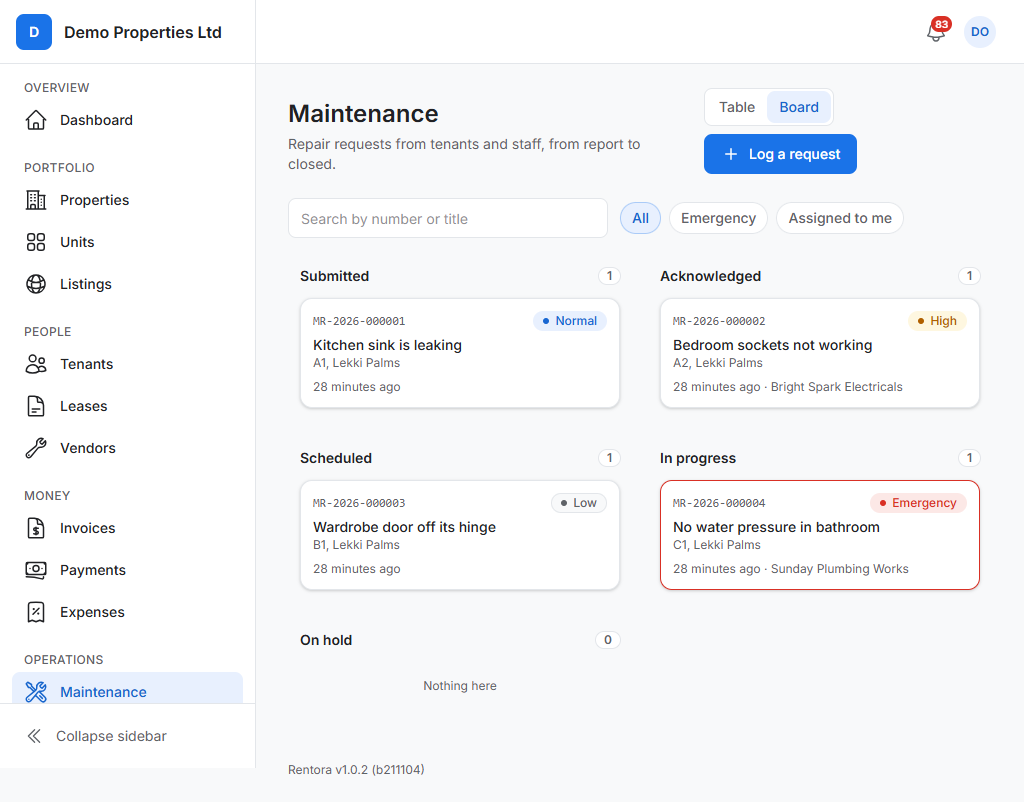 D
Demo Properties Ltd
83
DO
OVERVIEW
Dashboard
PORTFOLIO
Properties
Units
Listings
PEOPLE
Tenants
Leases
Vendors
MONEY
Invoices
Payments
Expenses
OPERATIONS
Maintenance
Collapse sidebar
Maintenance
Repair requests from tenants and staff, from report to
closed.
Table Board
+ Log a request
Search by number or title
All Emergency Assigned to me
Submitted 1
MR-2026-000001 Normal
Kitchen sink is leaking
A1, Lekki Palms
28 minutes ago
Acknowledged 1
MR-2026-000002 High
Bedroom sockets not working
A2, Lekki Palms
28 minutes ago · Bright Spark Electricals
Scheduled 1
MR-2026-000003 Low
Wardrobe door off its hinge
B1, Lekki Palms
28 minutes ago
In progress 1
MR-2026-000004 Emergency
No water pressure in bathroom
C1, Lekki Palms
28 minutes ago · Sunday Plumbing Works
On hold 0
Nothing here
Rentora v1.0.2 (b211104)